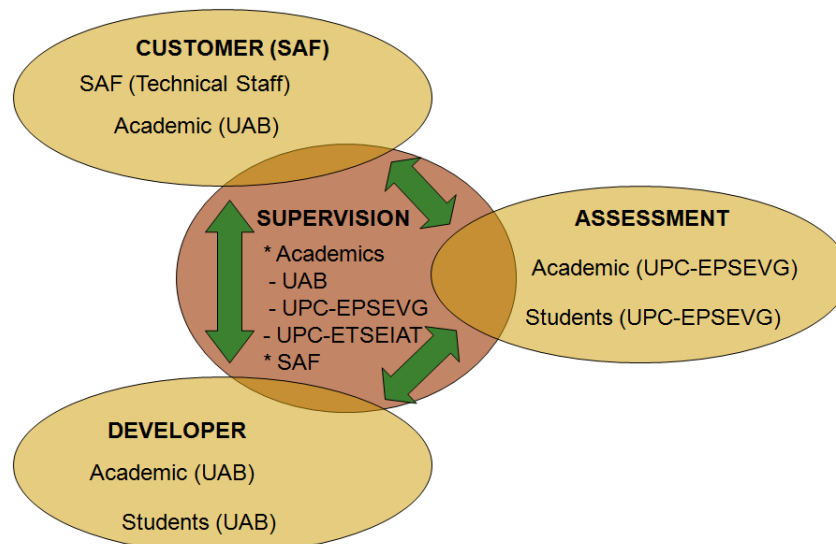 CUSTOMER (SAF)
SAF (Technical Staff)
Academic (UAB)
SUPERVISION
* Academics
- UAB
- UPC-EPSEVG
- UPC-ETSEIAT
* SAF
ASSESSMENT
Academic (UPC-EPSEVG)
Students (UPC-EPSEVG)
DEVELOPER
Academic (UAB)
Students (UAB)